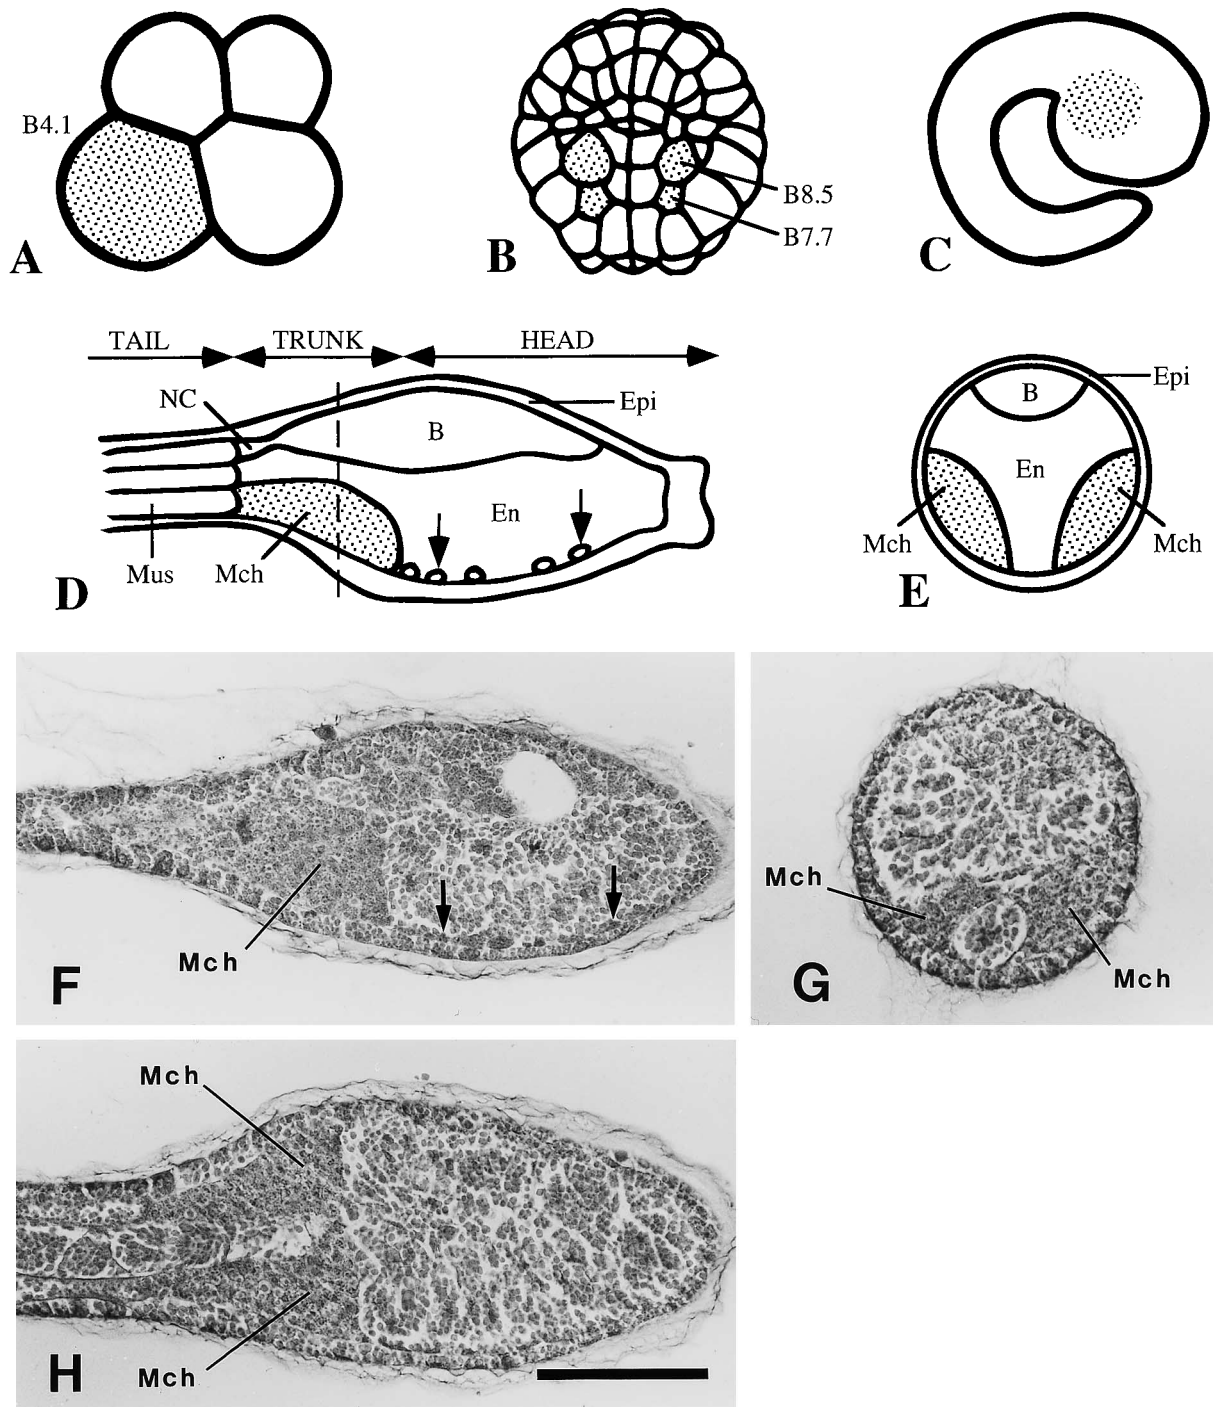 B4.1
A
B
B8.5
B7.7
C
TAIL TRUNK HEAD
NC
Epi
B
En
Mus
Mch
D
B
Epi
En
Mch
Mch
E
Mch
F
Mch
Mch
G
Mch
Mch
H